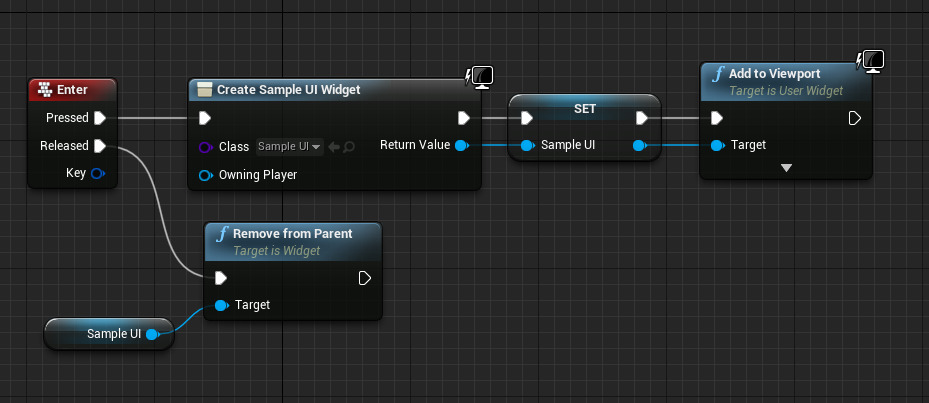 Enter
Pressed
Released
Key
Create Sample UI Widget
Class
Sample UI
Return Value
Owning Player
SET
Sample UI
Add to Viewport
Target is User Widget
Target
Remove from Parent
Target is Widget
Target
Sample UI